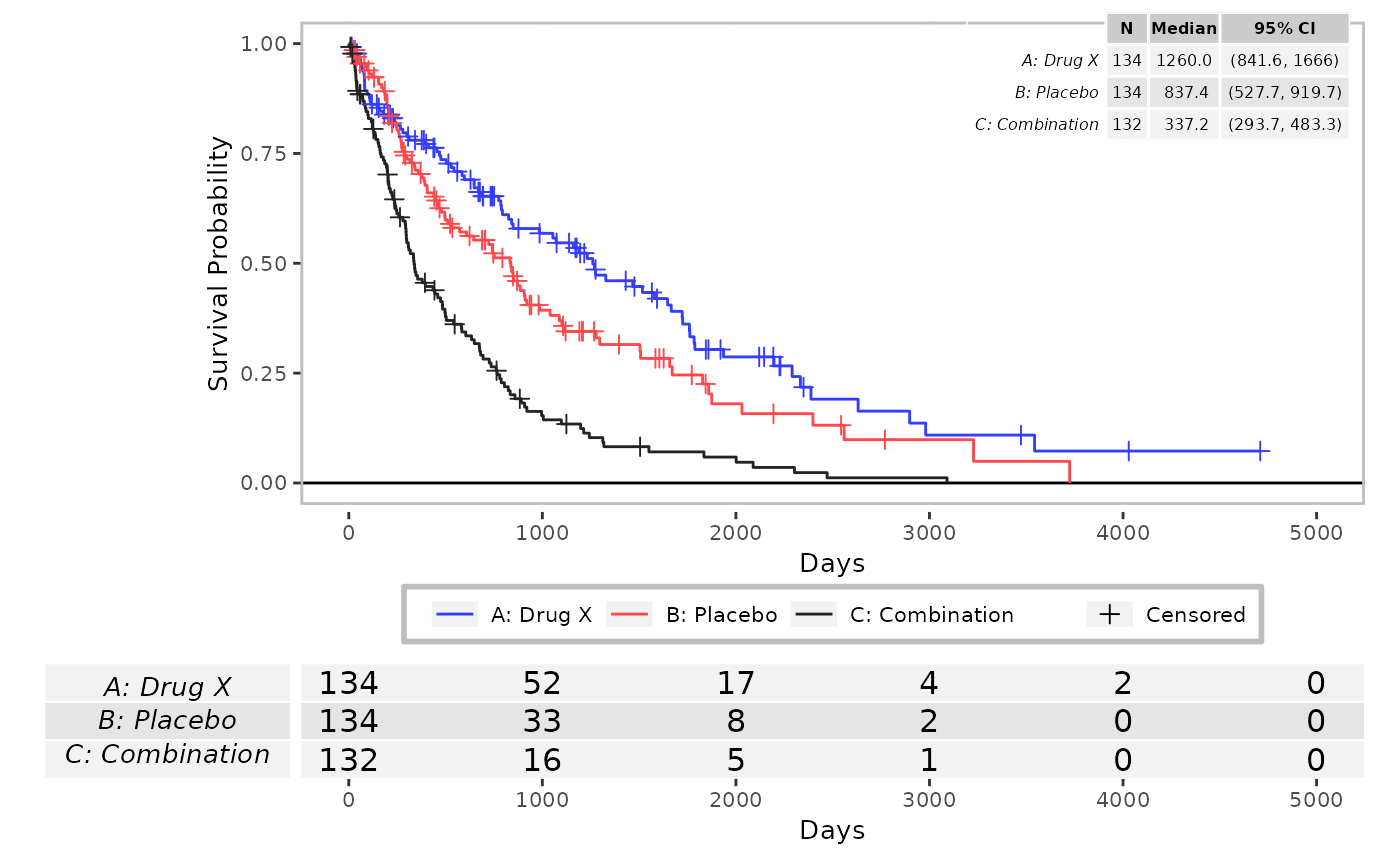 N Median 95% CI
A: Drug X 134 1260.0 (841.6, 1666)
B: Placebo 134 837.4 (527.7, 919.7)
C: Combination 132 337.2 (293.7, 483.3)
Survival Probability
1.00
0.75
0.50
0.25
0.00
0 1000 2000 3000 4000 5000
Days
A: Drug X B: Placebo C: Combination Censored
A: Drug X 134 52 17 4 2 0
B: Placebo 134 33 8 2 0 0
C: Combination 132 16 5 1 0 0
0 1000 2000 3000 4000 5000
Days